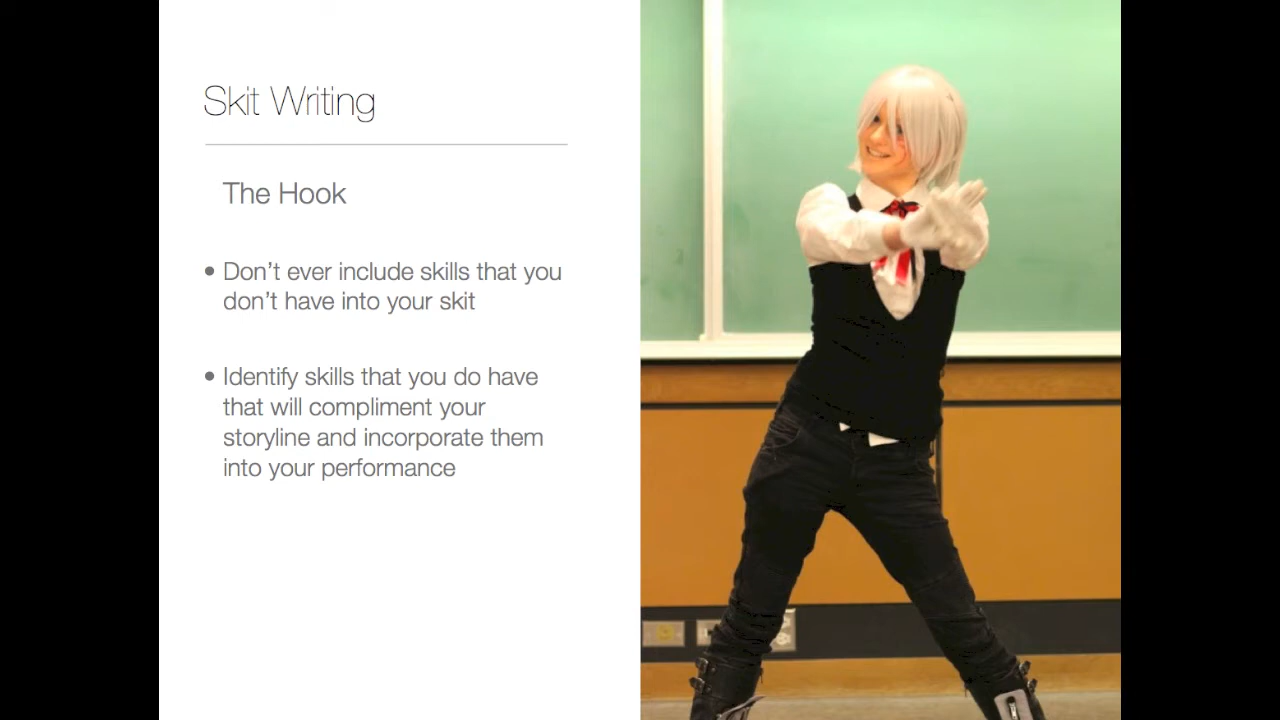 Skit Writing
The Hook
• Don’t ever include skills that you
don’t have into your skit
• Identify skills that you do have
that will compliment your
storyline and incorporate them
into your performance